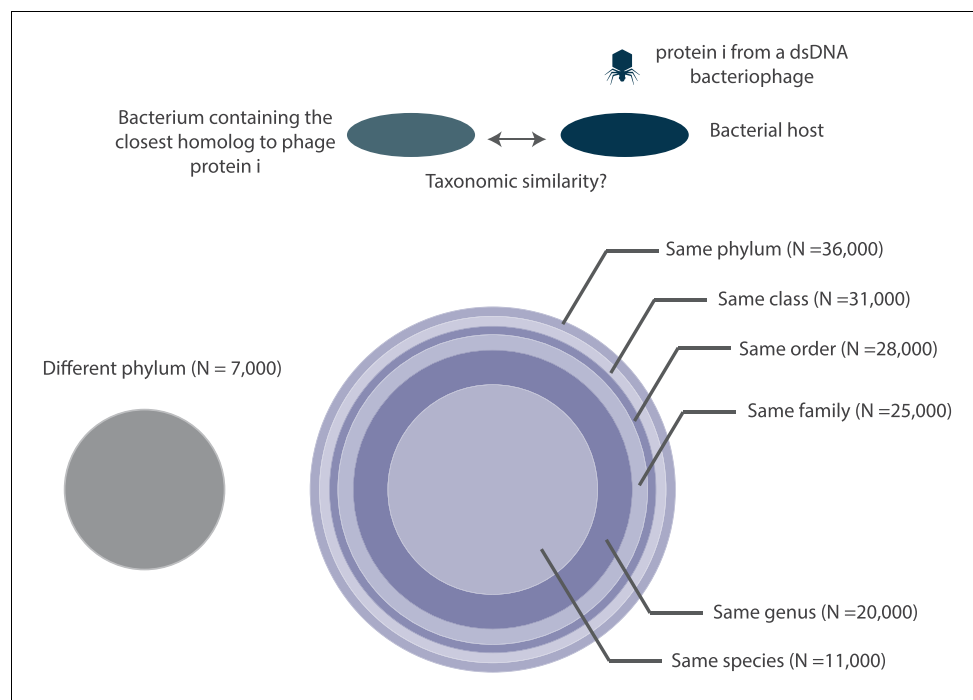 protein i from a dsDNA
bacteriophage
Bacterium containing the
closest homolog to phage
protein i
Bacterial host
Taxonomic similarity?
Same phylum (N =36,000)
Same class (N =31,000)
Same order (N =28,000)
Different phylum (N = 7,000)
Same family (N =25,000)
Same genus (N =20,000)
Same species (N =11,000)